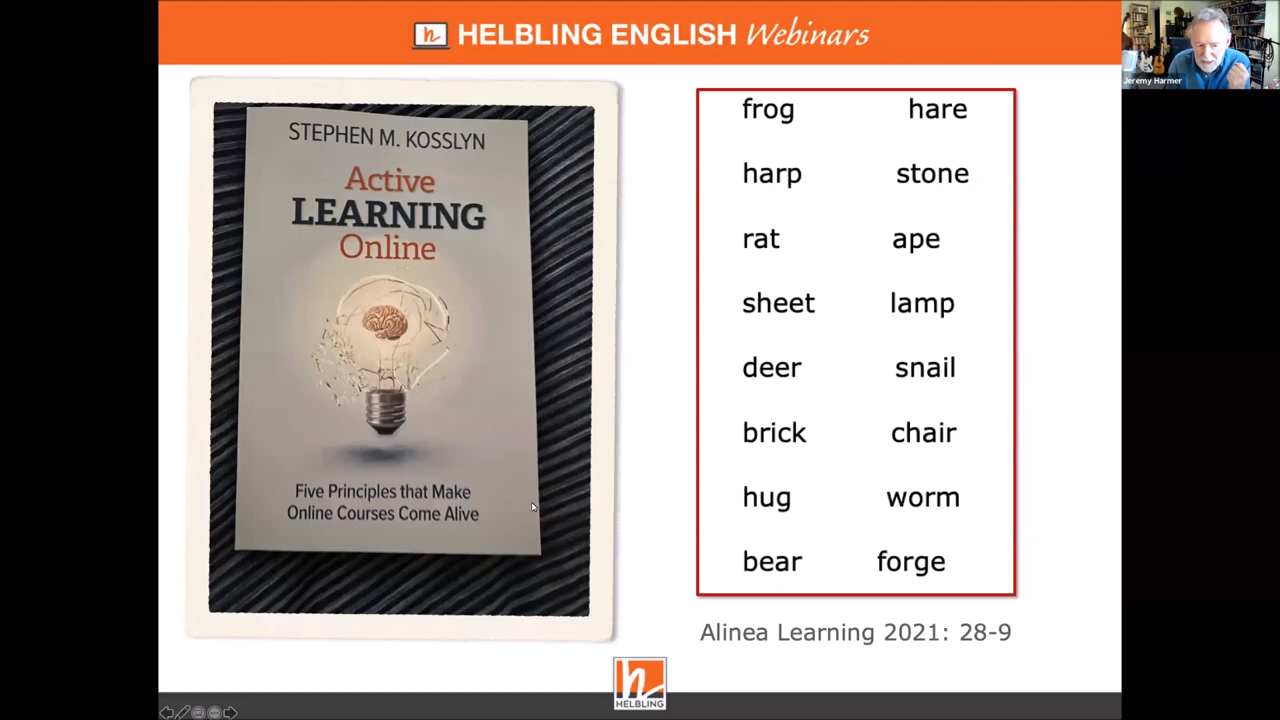 HELBLING ENGLISH Webinars
Jeremy Harmer
STEPHEN M. KOSSLYN
Active
LEARNING
Online
Five Principles that Make
Online Courses Come Alive
frog hare
harp stone
rat ape
sheet lamp
deer snail
brick chair
hug worm
bear forge
Alinea Learning 2021: 28-9
HELBLING